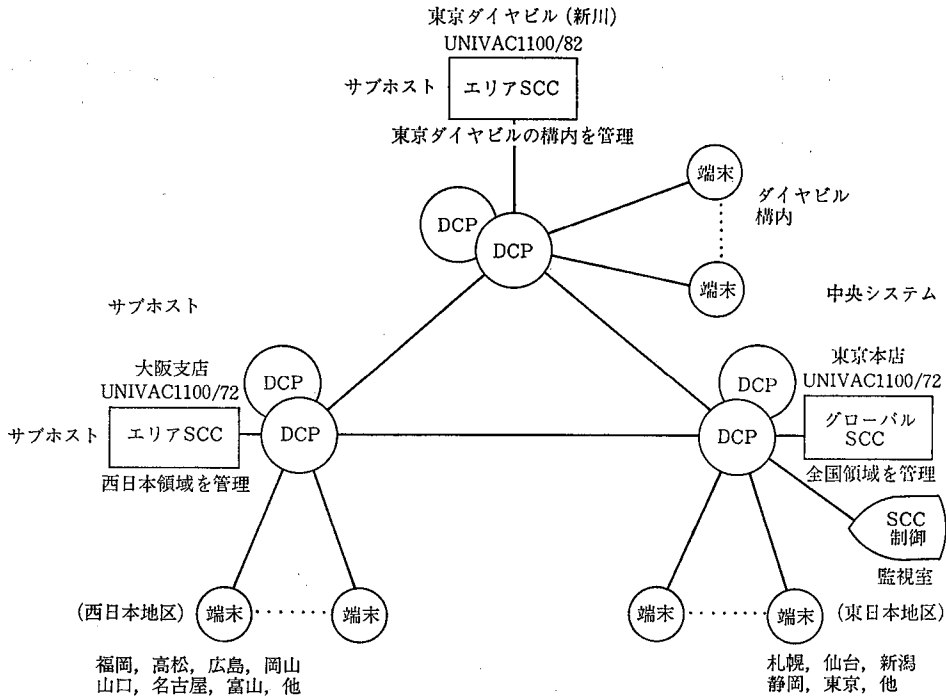 東京ダイヤビル (新川)
UNIVAC1100/82
サブホスト
エリアSCC
東京ダイヤビルの構内を管理
DCP
DCP
端末
端末
ダイヤビル
構内
サブホスト
中央システム
大阪支店
UNIVAC1100/72
サブホスト
エリアSCC
西日本領域を管理
DCP
DCP
東京本店
UNIVAC1100/72
DCP
DCP
グローバル
SCC
全国領域を管理
SCC
制御
監視室
(西日本地区)
端末
端末
福岡, 高松, 広島, 岡山
山口, 名古屋, 富山, 他
端末
端末
(東日本地区)
札幌, 仙台, 新潟
静岡, 東京, 他